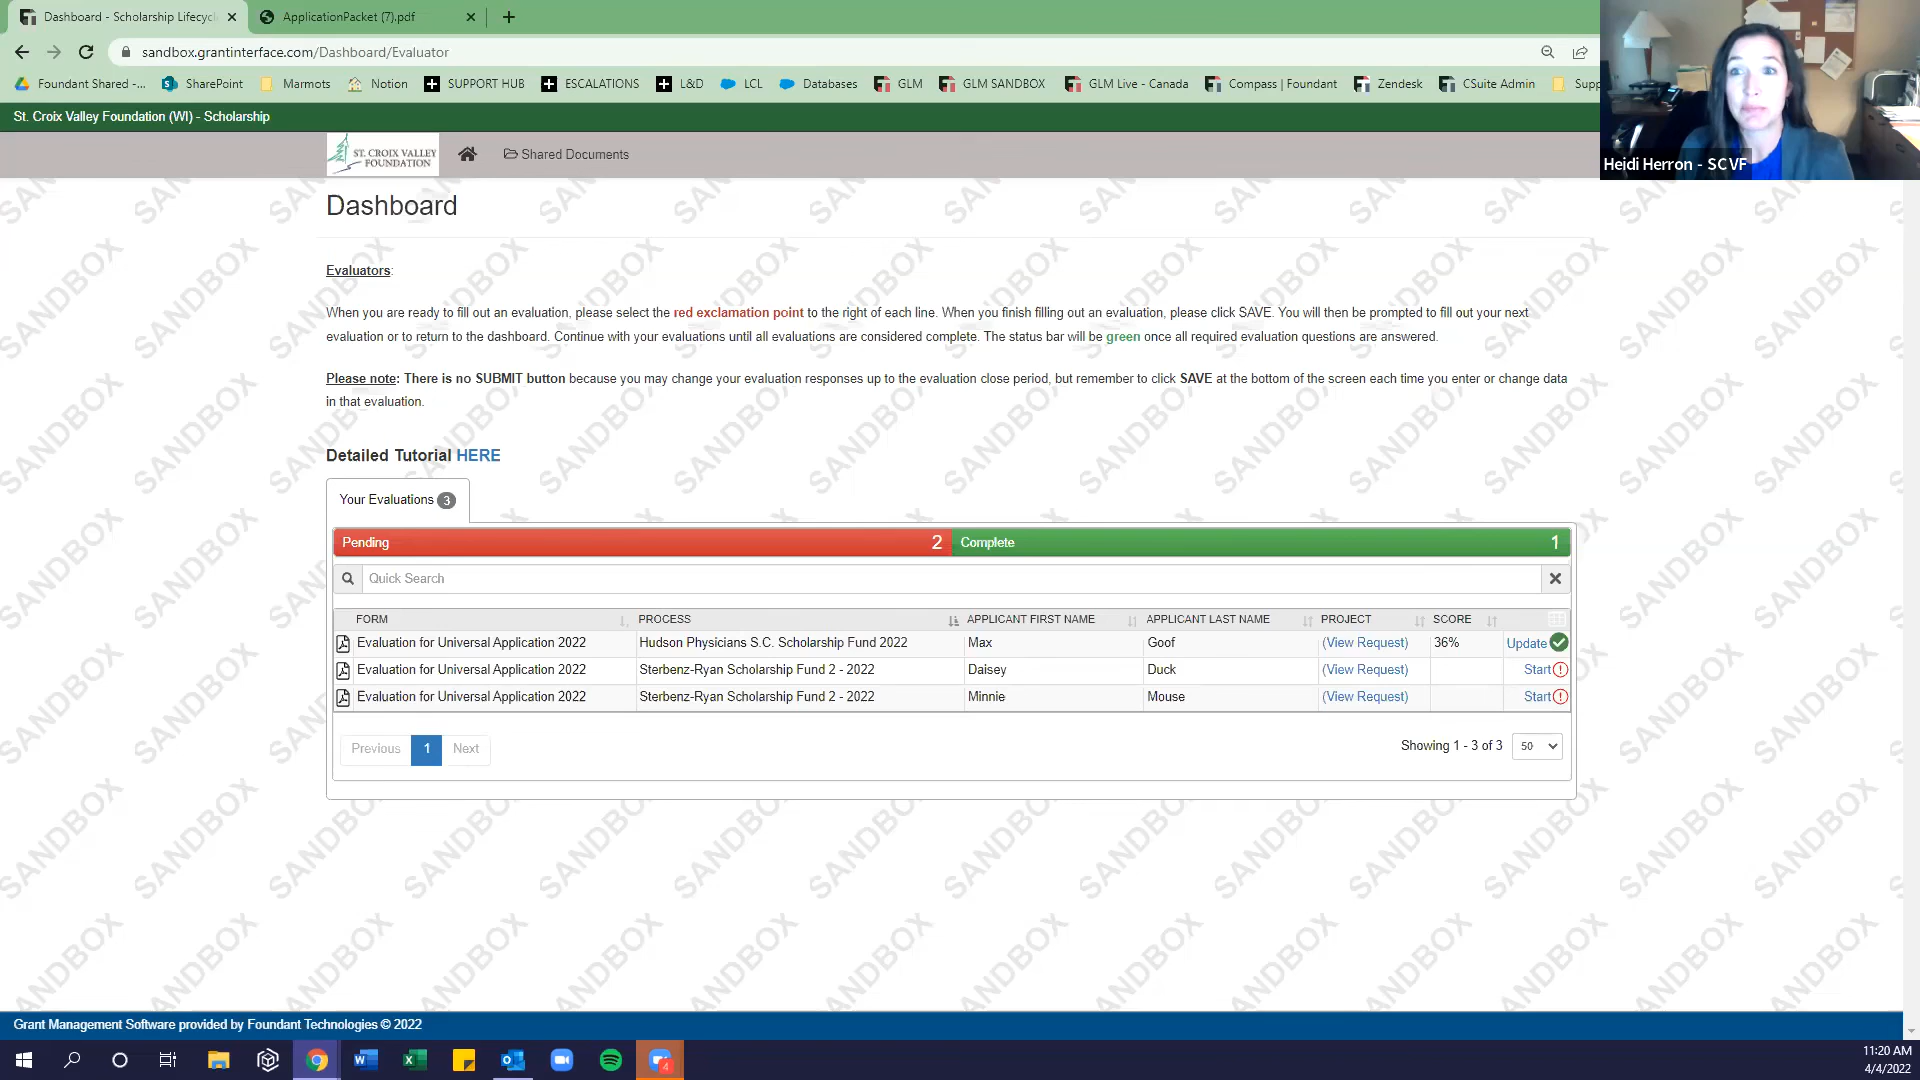 Dashboard - Scholarship Lifecyc
ApplicationPacket (7).pdf
sandbox.grantinterface.com/Dashboard/Evaluator
Foundant Shared -...
SharePoint
Marmots
Notion
SUPPORT HUB
ESCALATIONS
L&D
LCL
Databases
GLM
GLM SANDBOX
GLM Live - Canada
Compass | Foundant
Zendesk
CSuite Admin
Supp
St. Croix Valley Foundation (WI) - Scholarship
ST. CROIX VALLEY
FOUNDATION
Shared Documents
Heidi Herron - SCVF
Dashboard
Evaluators:
When you are ready to fill out an evaluation, please select the red exclamation point to the right of each line. When you finish filling out an evaluation, please click SAVE. You will then be prompted to fill out your next
evaluation or to return to the dashboard. Continue with your evaluations until all evaluations are considered complete. The status bar will be green once all required evaluation questions are answered.
Please note: There is no SUBMIT button because you may change your evaluation responses up to the evaluation close period, but remember to click SAVE at the bottom of the screen each time you enter or change data
in that evaluation.
Detailed Tutorial HERE
Your Evaluations 3
Pending 2 Complete 1
Quick Search
FORM PROCESS APPLICANT FIRST NAME APPLICANT LAST NAME PROJECT SCORE
Evaluation for Universal Application 2022 Hudson Physicians S.C. Scholarship Fund 2022 Max Goof (View Request) 36% Update
Evaluation for Universal Application 2022 Sterbenz-Ryan Scholarship Fund 2 - 2022 Daisey Duck (View Request) Start
Evaluation for Universal Application 2022 Sterbenz-Ryan Scholarship Fund 2 - 2022 Minnie Mouse (View Request) Start
Previous 1 Next
Showing 1 - 3 of 3 50
SANDBOX
Grant Management Software provided by Foundant Technologies © 2022
4
11:20 AM
4/4/2022